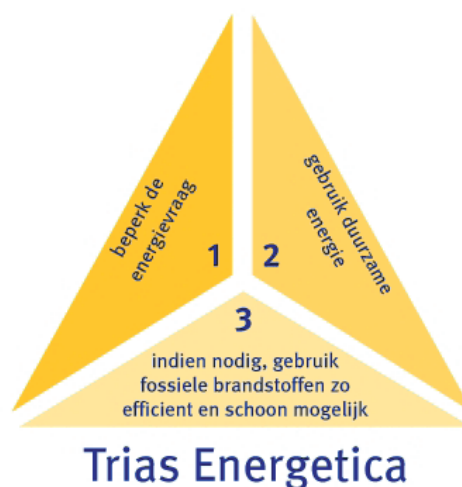 beperk de
energievraag
1
gebruik duurzame
energie
2
3
indien nodig, gebruik
fossiele brandstoffen zo
efficient en schoon mogelijk
Trias Energetica